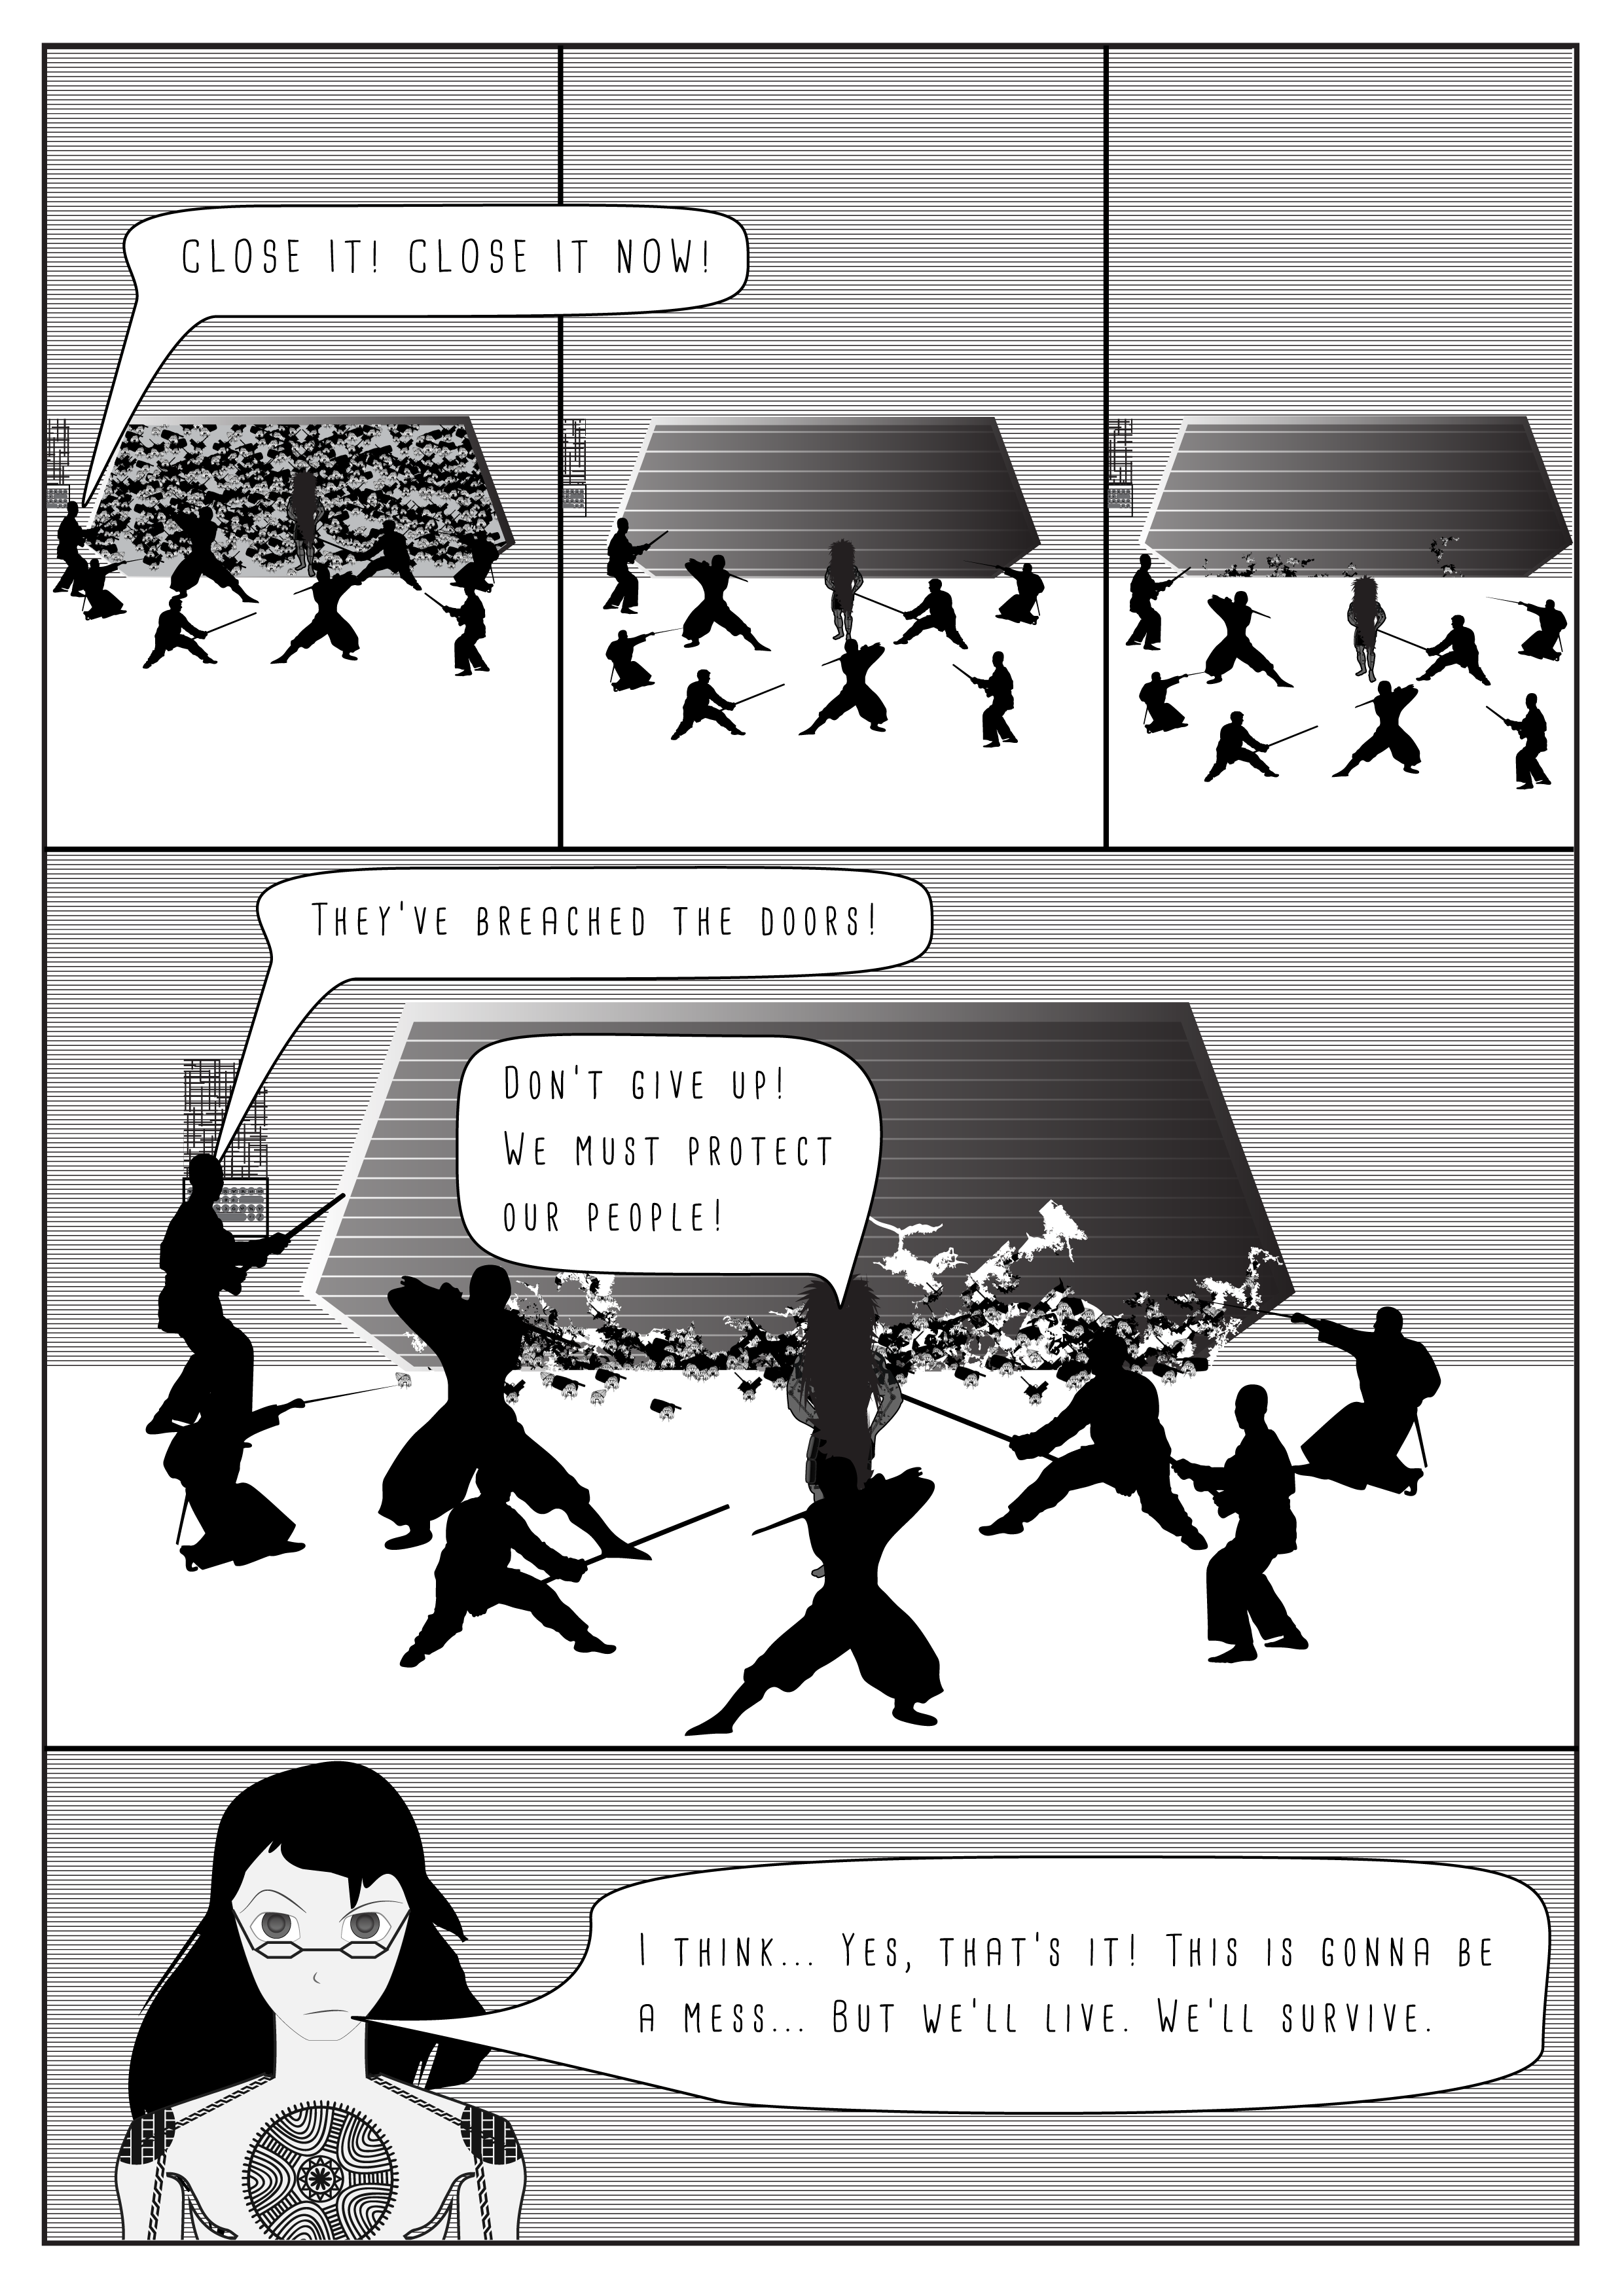 CLOSE IT! CLOSE IT NOW!
THEY'VE BREACHED THE DOORS!
DON'T GIVE UP!
WE MUST PROTECT
OUR PEOPLE!
I THINK... YES, THAT'S IT! THIS IS GONNA BE
A MESS... BUT WE'LL LIVE. WE'LL SURVIVE.